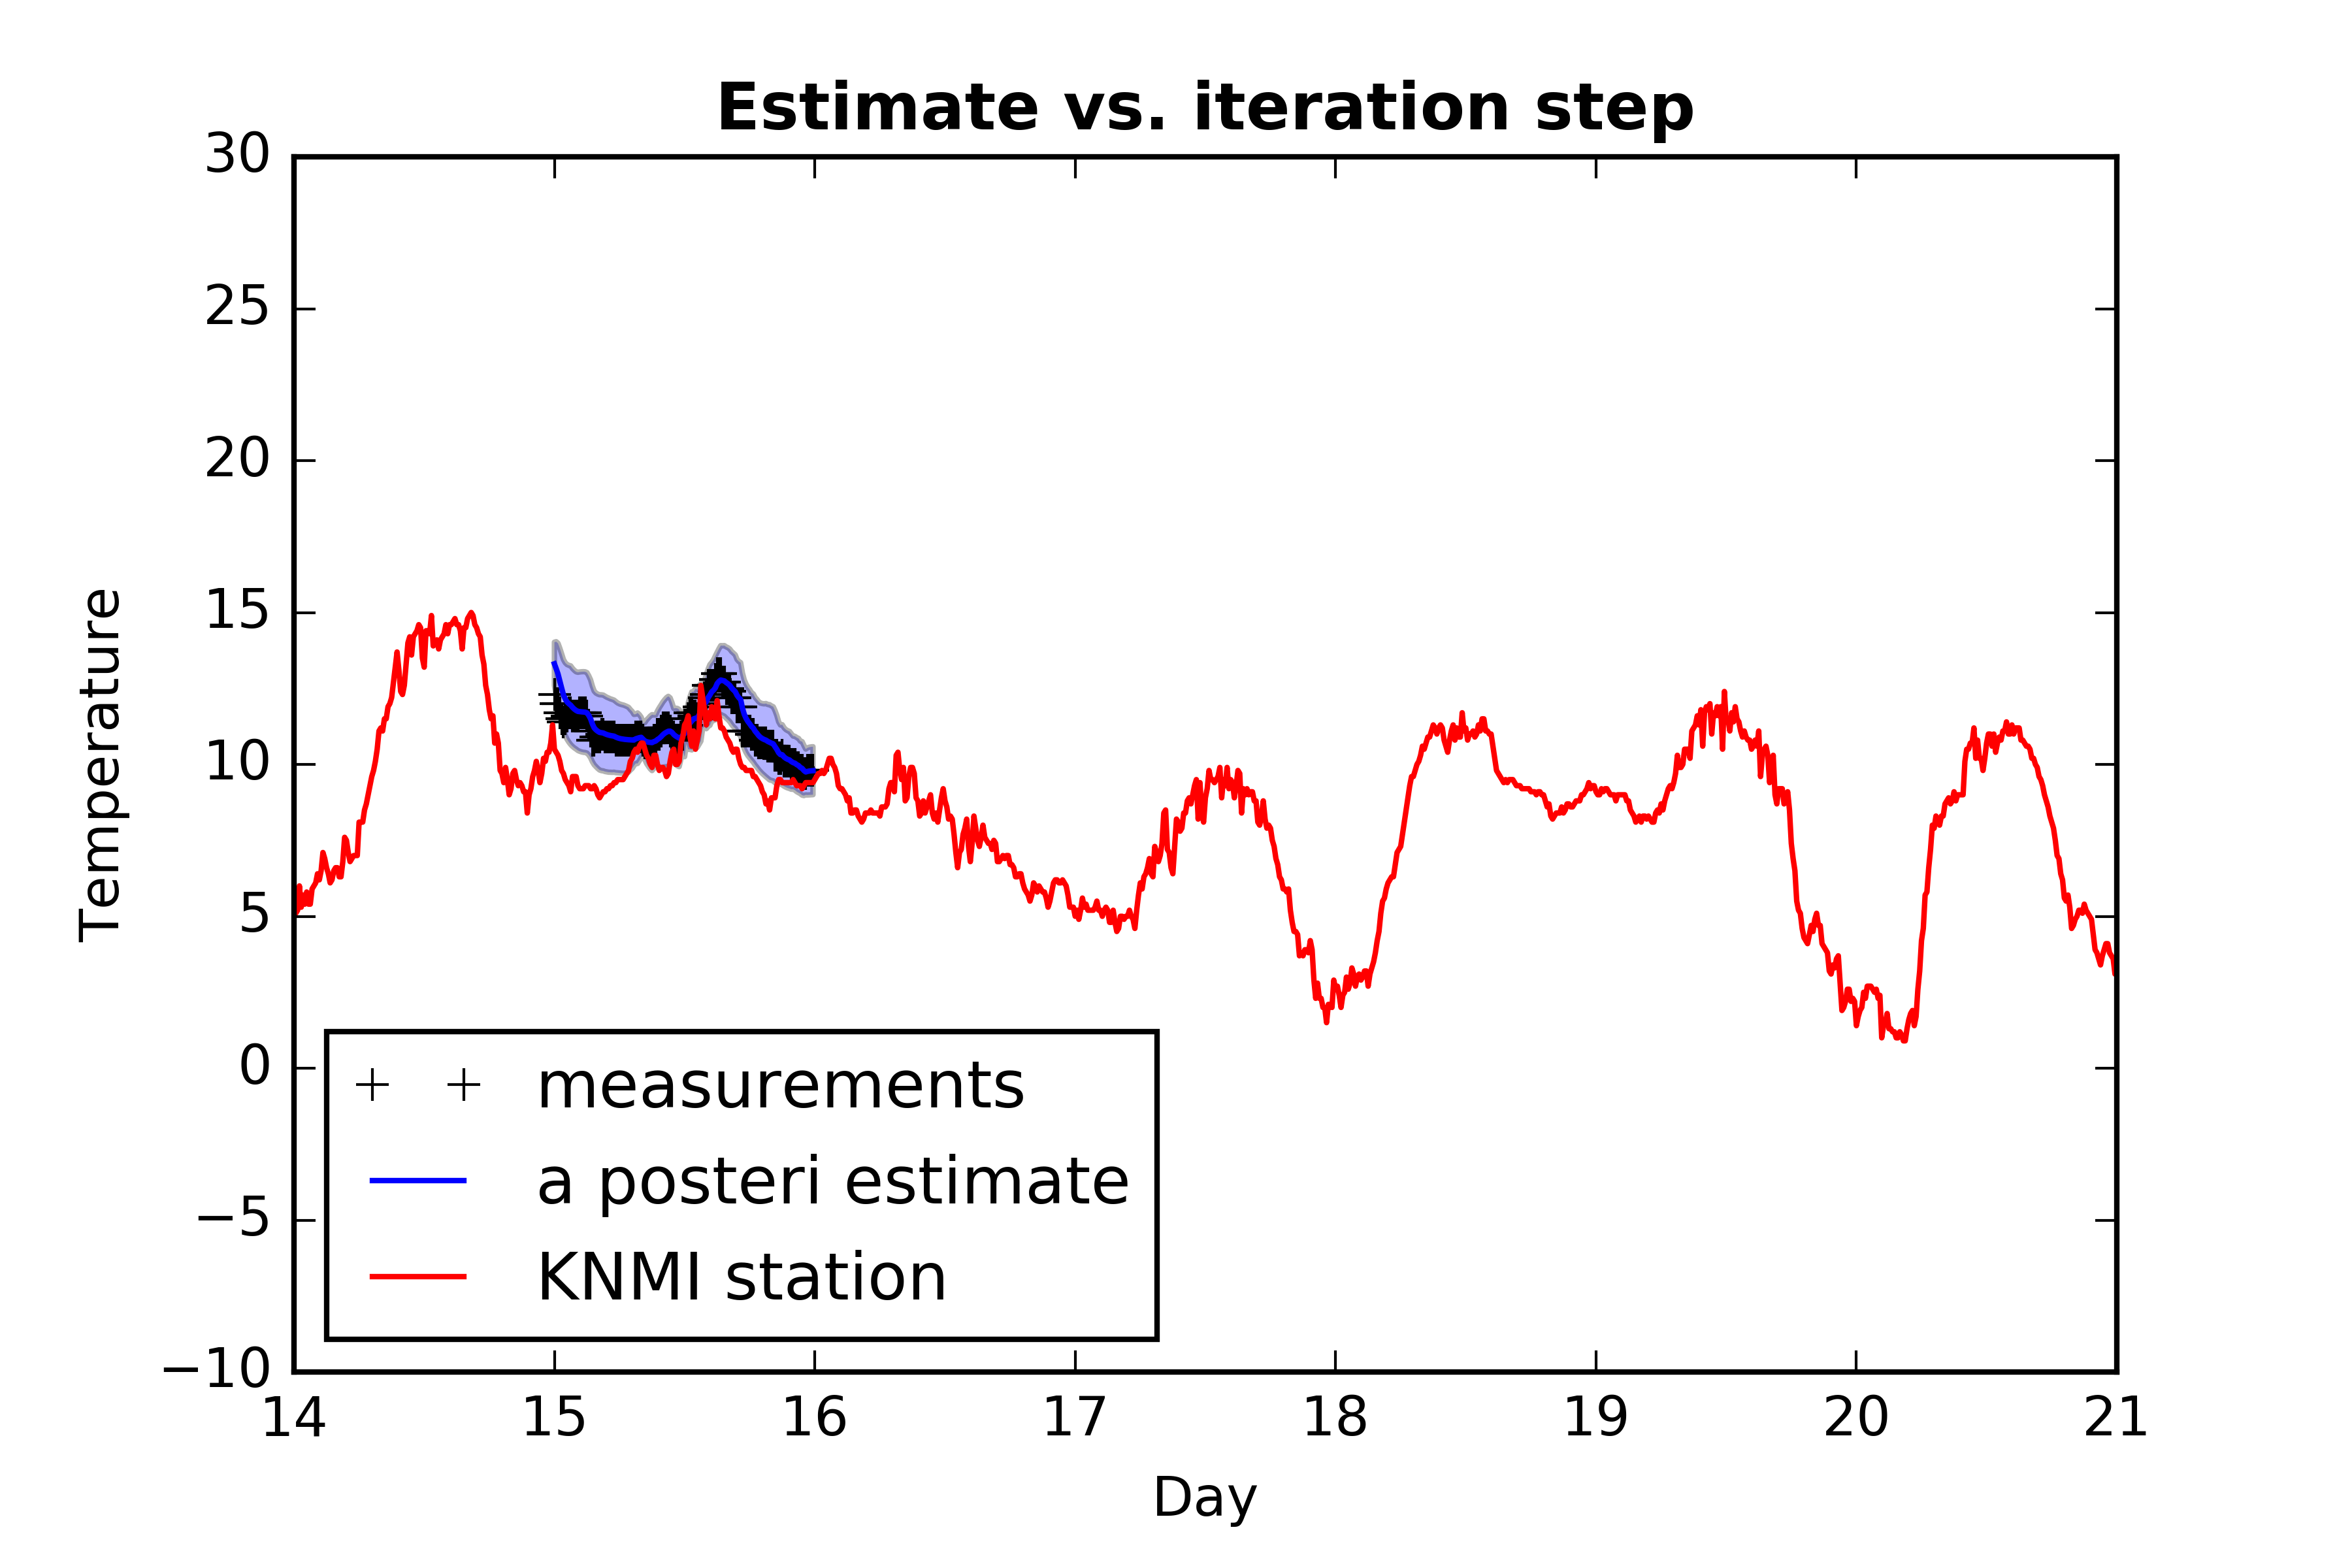 Estimate vs. iteration step
30
25
20
15
10
5
0
−5
−10
Temperature
measurements
a posteri estimate
KNMI station
14 15 16 17 18 19 20 21
Day